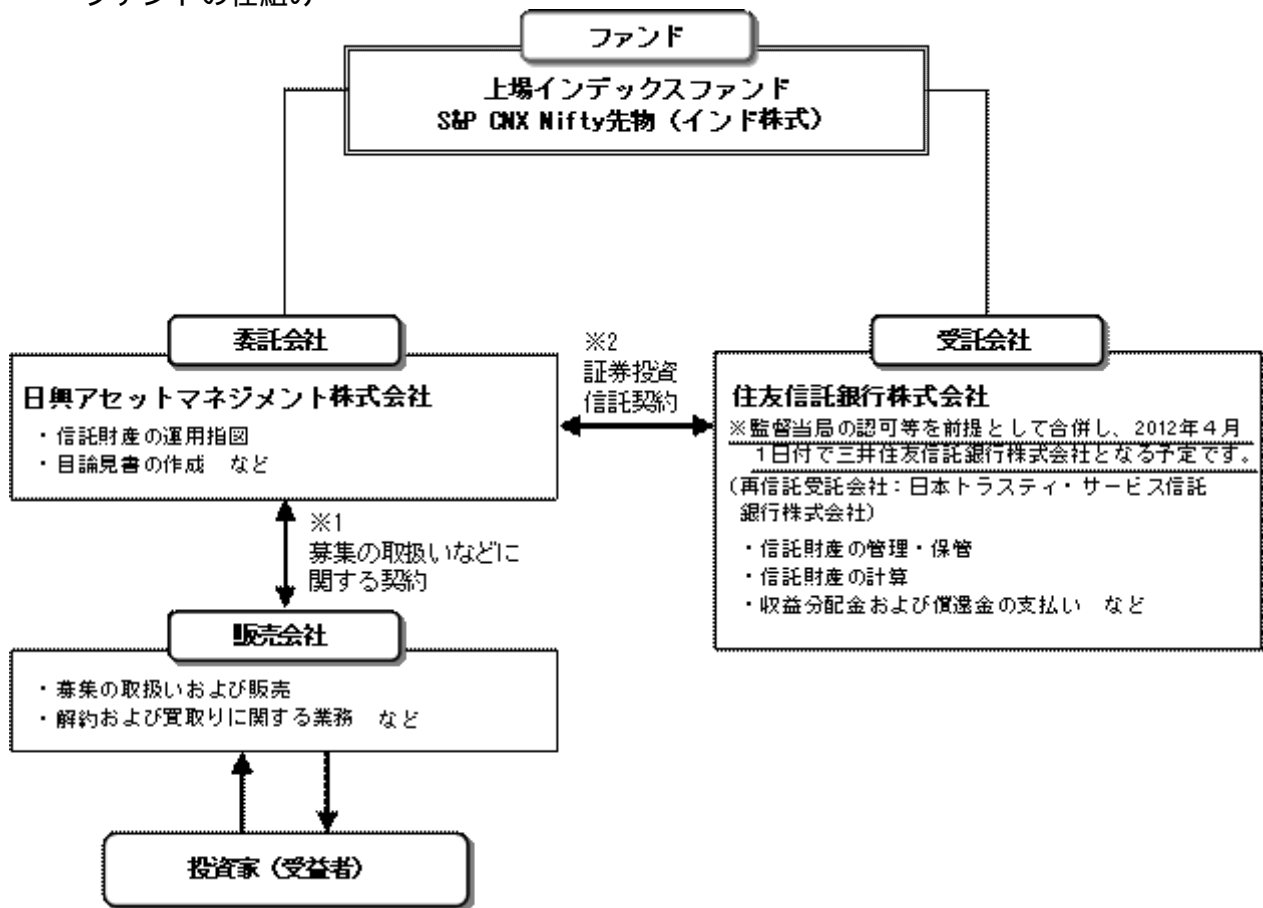 ファンドの仕組み
ファンド
上場インデックスファンド
S&P CNX Nifty先物（インド株式）
委託会社
日興アセットマネジメント株式会社
・信託財産の運用指図
・目論見書の作成　など
※2
証券投資
信託契約
受託会社
住友信託銀行株式会社
※監督当局の認可等を前提として合併し、2012年４月
１日付で三井住友信託銀行株式会社となる予定です。
（再信託受託会社：日本トラスティ・サービス信託
銀行株式会社）
・信託財産の管理・保管
・信託財産の計算
・収益分配金および償還金の支払い　など
※1
募集の取扱いなどに
関する契約
販売会社
・募集の取扱いおよび販売
・解約および買取りに関する業務　など
投資家（受益者）